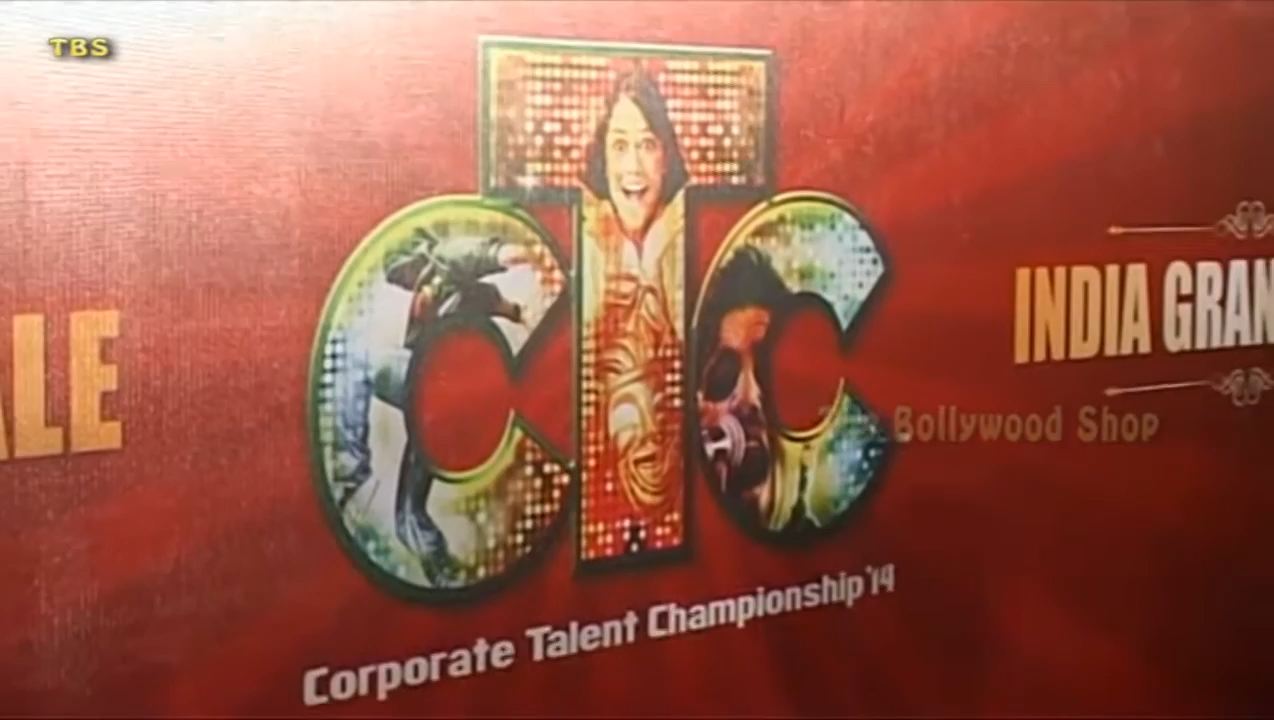 TBS
ALE
CTC
INDIA GRAN
Bollywood Shop
Corporate Talent Championship'14